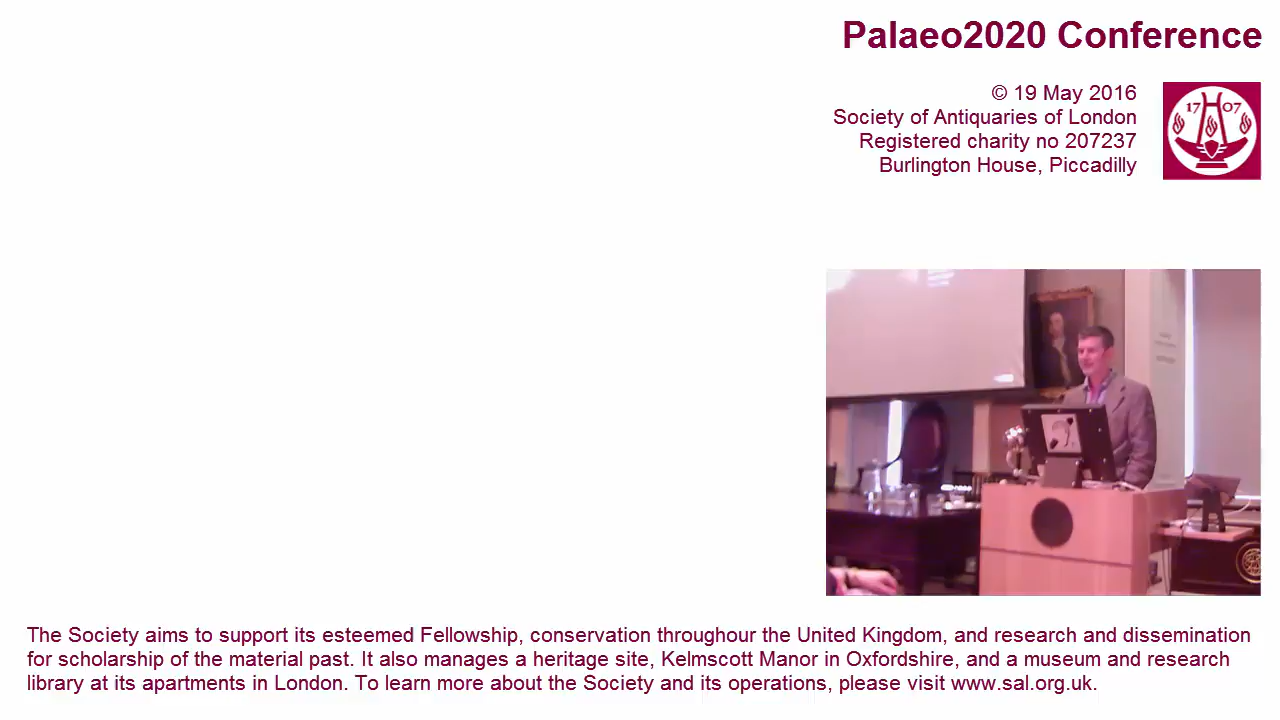 Palaeo2020 Conference
© 19 May 2016
Society of Antiquaries of London
Registered charity no 207237
Burlington House, Piccadilly
17 07
The Society aims to support its esteemed Fellowship, conservation throughour the United Kingdom, and research and dissemination
for scholarship of the material past. It also manages a heritage site, Kelmscott Manor in Oxfordshire, and a museum and research
library at its apartments in London. To learn more about the Society and its operations, please visit www.sal.org.uk.